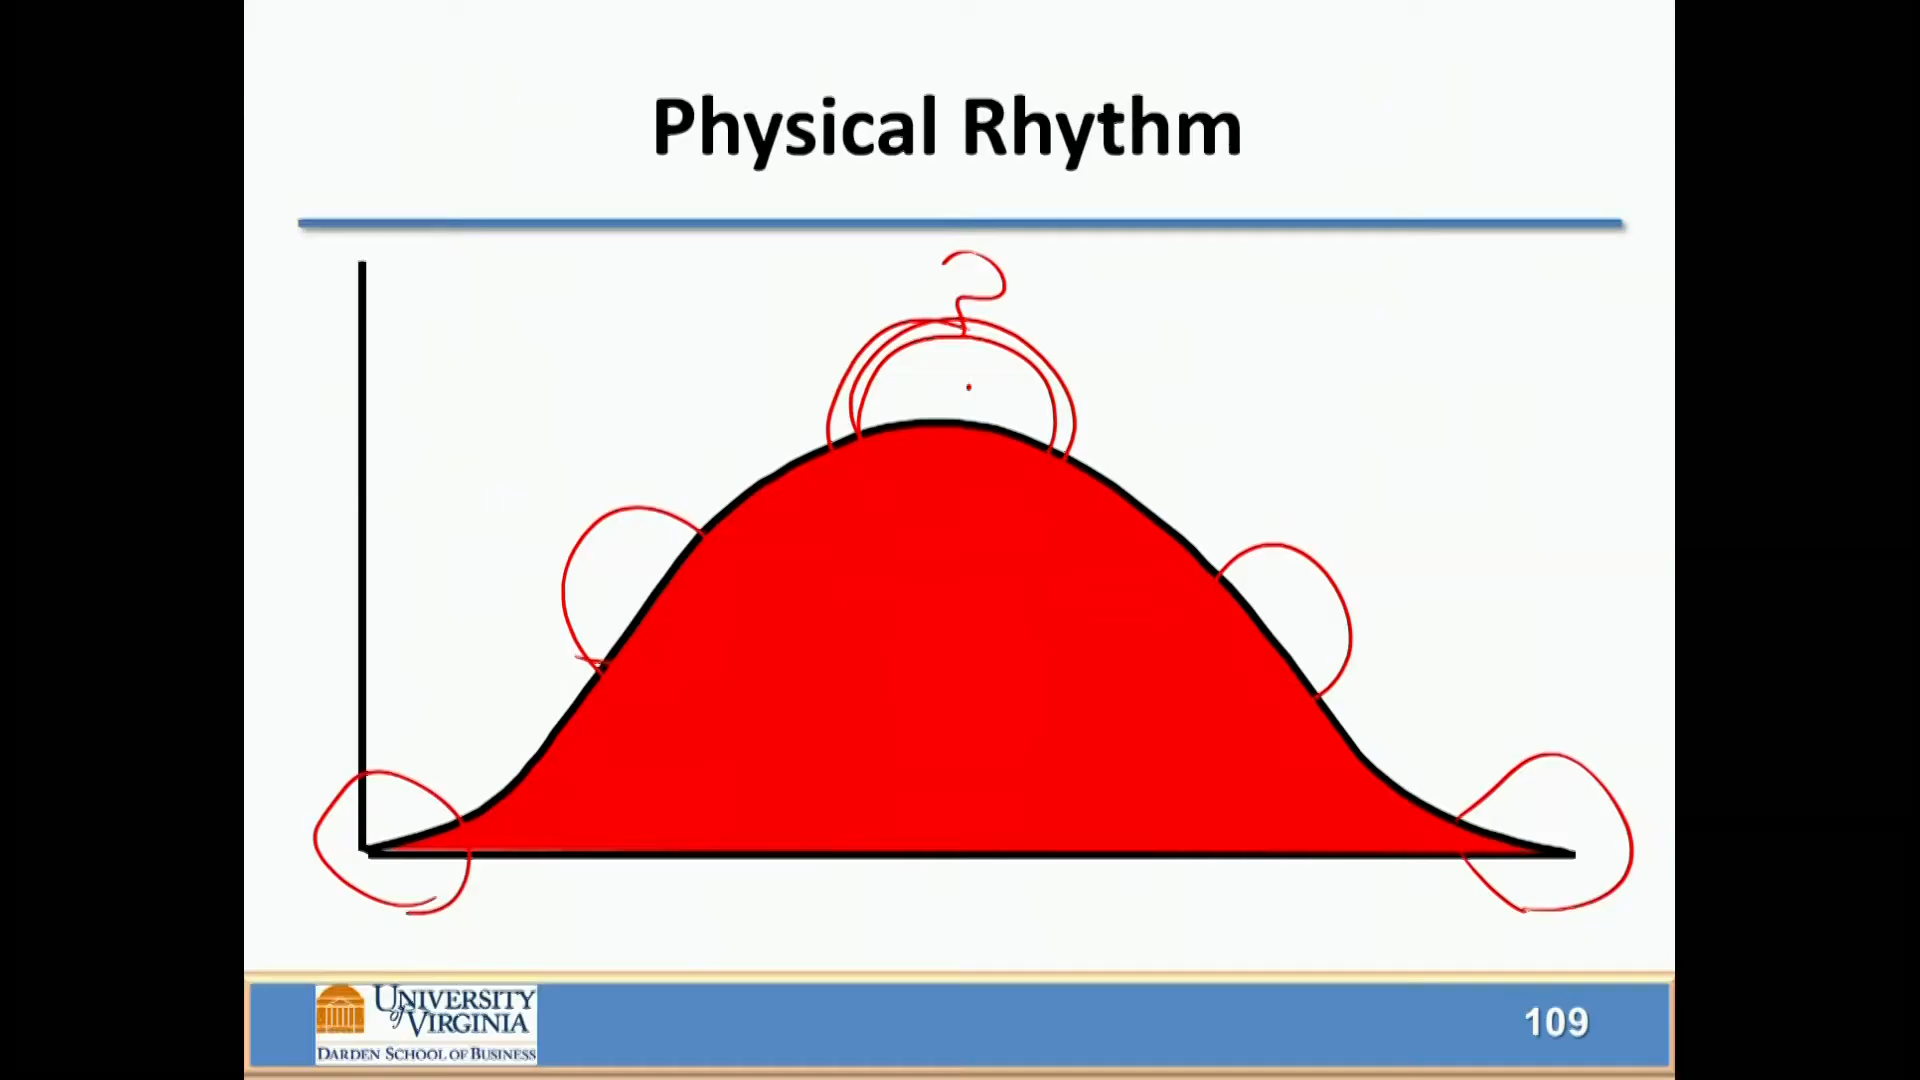 Physical Rhythm
?
UNIVERSITY
of VIRGINIA
DARDEN SCHOOL OF BUSINESS
109